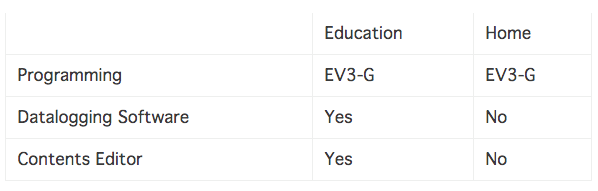 Education Home
Programming EV3-G EV3-G
Datalogging Software Yes No
Contents Editor Yes No